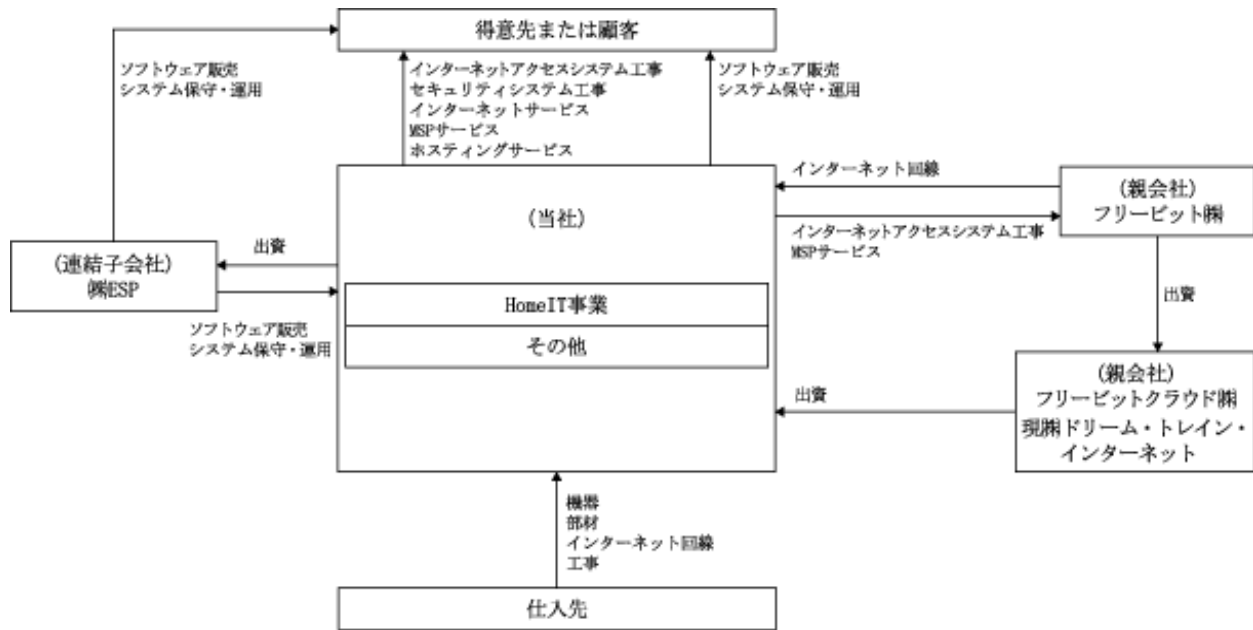 得意先または顧客
ソフトウェア販売
システム保守・運用
インターネットアクセスシステム工事
セキュリティシステム工事
インターネットサービス
MSPサービス
ホスティングサービス
ソフトウェア販売
システム保守・運用
インターネット回線
(親会社)
フリービット㈱
(当社)
インターネットアクセスシステム工事
MSPサービス
出資
(連結子会社)
㈱ESP
出資
HomeIT事業
その他
ソフトウェア販売
システム保守・運用
(親会社)
フリービットクラウド㈱
現㈱ドリーム・トレイン・
インターネット
出資
機器
部材
インターネット回線
工事
仕入先